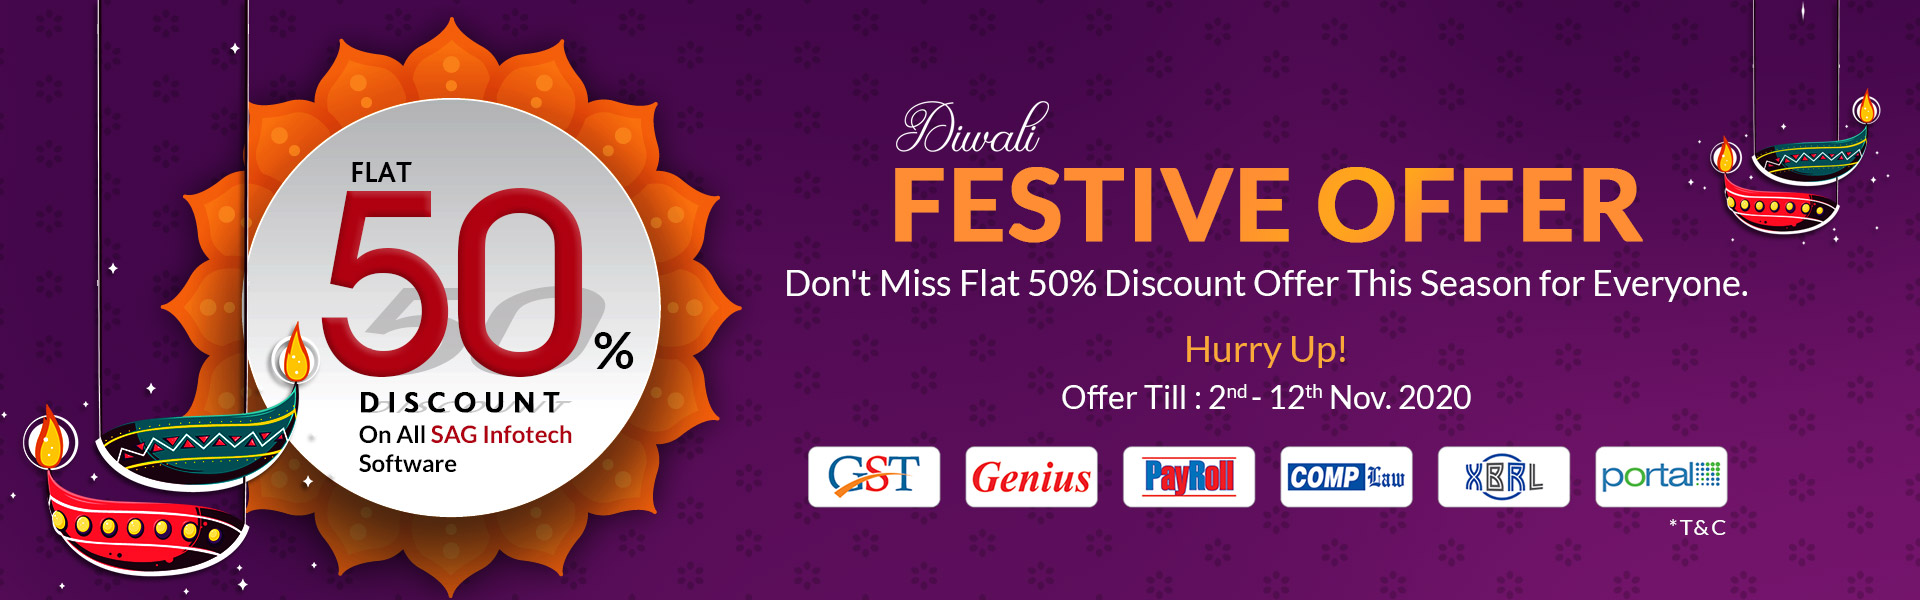 FLAT
50%
DISCOUNT
On All SAG Infotech
Software
Diwali
FESTIVE OFFER
Don't Miss Flat 50% Discount Offer This Season for Everyone.
Hurry Up!
Offer Till : 2nd - 12th Nov. 2020
GST Genius PayRoll COMP Law XBRL portal
*T&C